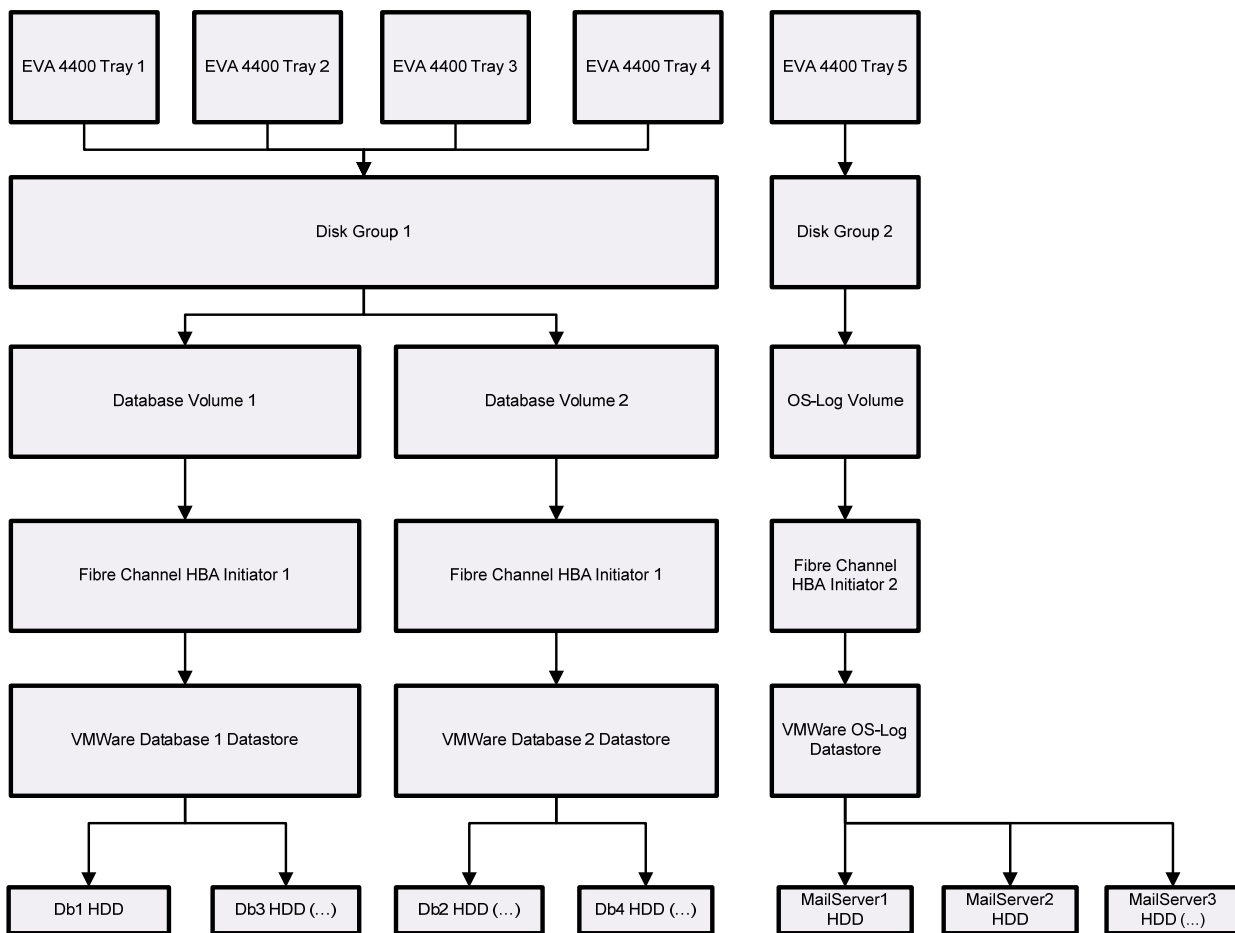 EVA 4400 Tray 1
EVA 4400 Tray 2
EVA 4400 Tray 3
EVA 4400 Tray 4
EVA 4400 Tray 5
Disk Group 1
Disk Group 2
Database Volume 1
Database Volume 2
OS-Log Volume
Fibre Channel HBA Initiator 1
Fibre Channel HBA Initiator 1
Fibre Channel
HBA Initiator 2
VMWare Database 1 Datastore
VMWare Database 2 Datastore
VMWare OS-Log
Datastore
Db1 HDD
Db3 HDD (…)
Db2 HDD (…)
Db4 HDD (…)
MailServer1
HDD
MailServer2
HDD
MailServer3
HDD (…)